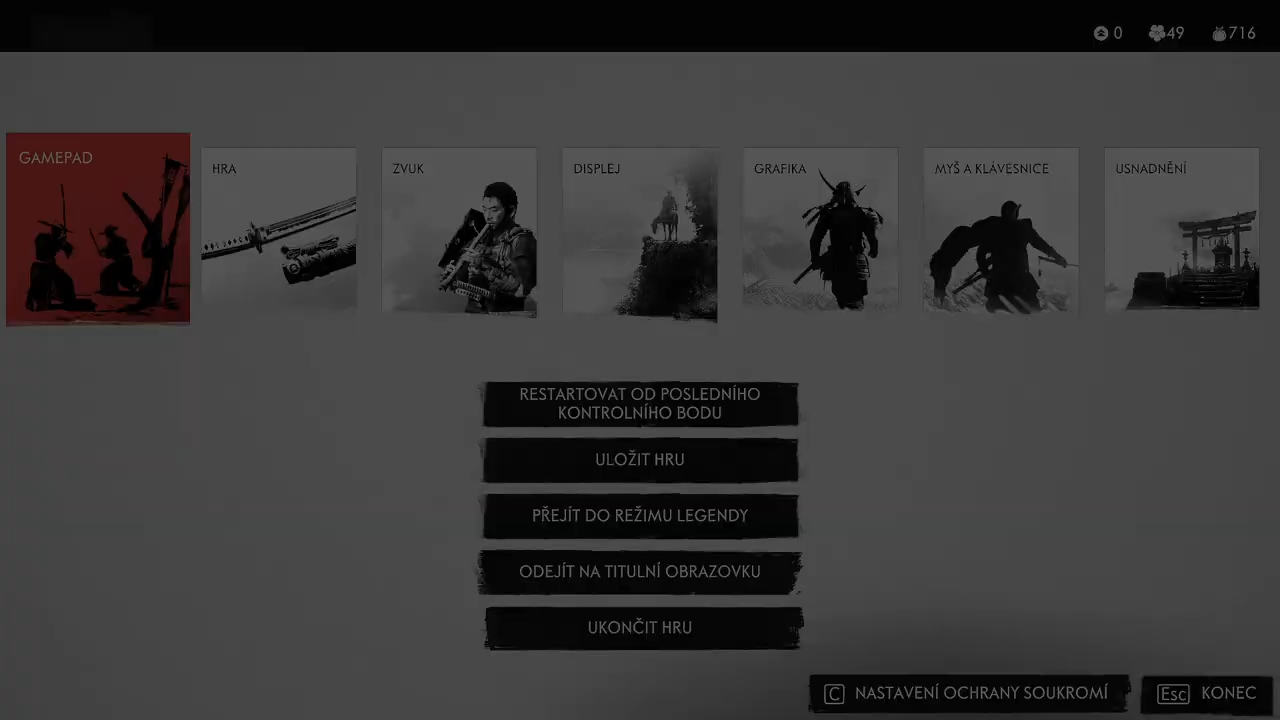 0 49 716
GAMEPAD
HRA
ZVUK
DISPLEJ
GRAFIKA
MYŠ A KLÁVESNICE
USNADNĚNÍ
RESTARTOVAT OD POSLEDNÍHO
KONTROLNÍHO BODU
ULOŽIT HRU
PŘEJÍT DO REŽIMU LEGENDY
ODEJÍT NA TITULNÍ OBRAZOVKU
UKONČIT HRU
C NASTAVENÍ OCHRANY SOUKROMÍ
Esc KONEC